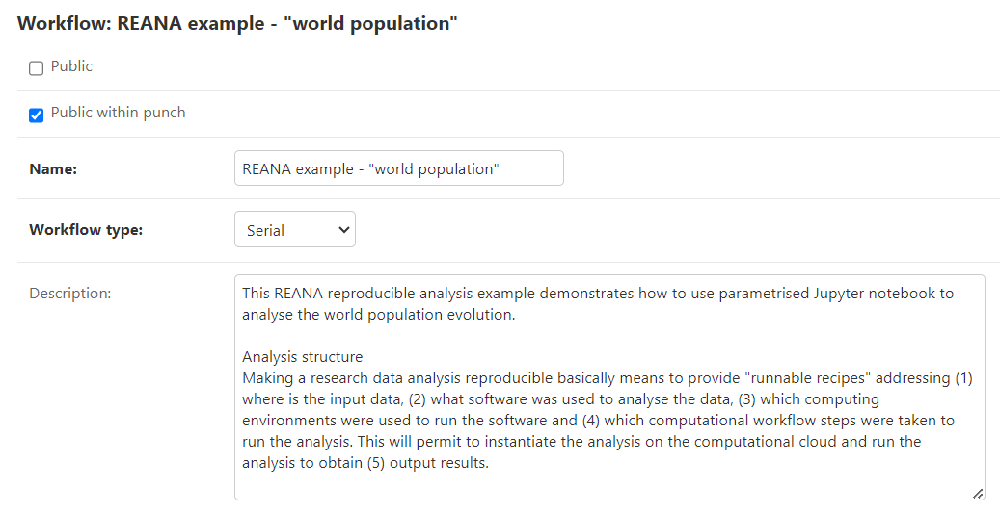 Workflow: REANA example - "world population"
Public
Public within punch
Name:
REANA example - "world population"
Workflow type:
Serial
Description:
This REANA reproducible analysis example demonstrates how to use parametrised Jupyter notebook to
analyse the world population evolution.
Analysis structure
Making a research data analysis reproducible basically means to provide "runnable recipes" addressing (1)
where is the input data, (2) what software was used to analyse the data, (3) which computing
environments were used to run the software and (4) which computational workflow steps were taken to
run the analysis. This will permit to instantiate the analysis on the computational cloud and run the
analysis to obtain (5) output results.